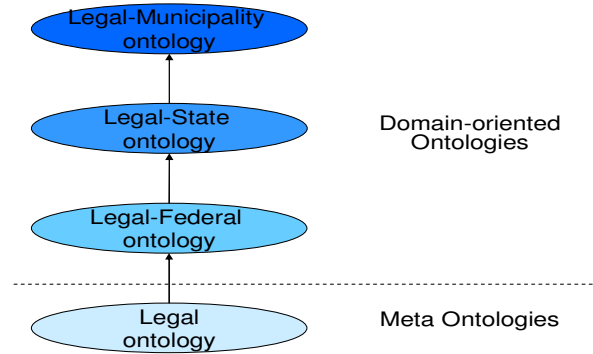 Legal-Municipality
ontology
Legal-State
ontology
Domain-oriented
Ontologies
Legal-Federal
ontology
Legal
ontology
Meta Ontologies